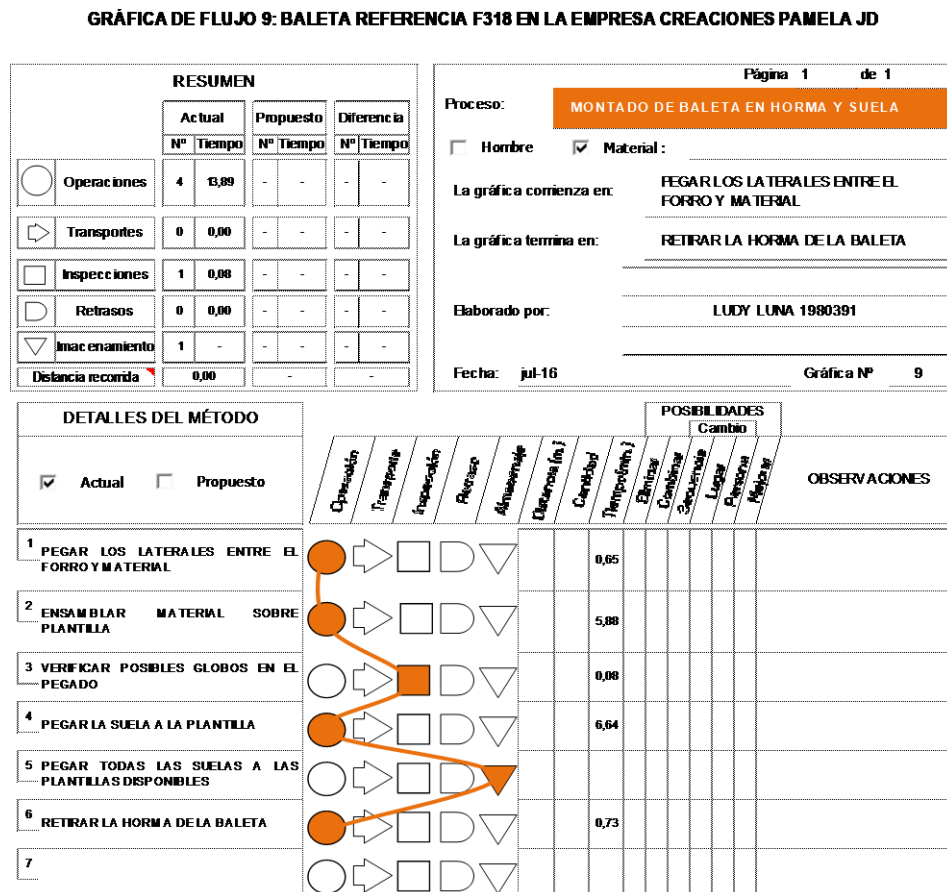 GRÁFICA DE FLUJO 9: BALETA REFERENCIA F318 EN LA EMPRESA CREACIONES PAMELA JD
RESUMEN
Actual Propuesto Diferencia
Nº Tiempo Nº Tiempo Nº Tiempo
Operaciones 4 13,89 - - - -
Transportes 0 0,00 - - - -
Inspecciones 1 0,08 - - - -
Retrasos 0 0,00 - - - -
lmacenamiento 1 - - - - -
Distancia recorrida 0,00 - -
Página 1 de 1
Proceso: MONTADO DE BALETA EN HORMA Y SUELA
Hombre Material :
La gráfica comienza en: PEGAR LOS LATERALES ENTRE EL
FORRO Y MATERIAL
La gráfica termina en: RETIRAR LA HORMA DE LA BALETA
Elaborado por: LUDY LUNA 1980391
Fecha: jul-16 Gráfica Nº 9
DETALLES DEL MÉTODO
Actual Propuesto
Operación
Transporte
Inspección
Retraso
Almacenaje
Distancia (m.)
Cantidad
Tiempo (min.)
POSIBILIDADES
Cambio
Eliminar
Combinar
Secuencia
Lugar
Persona
Mejorar
OBSERVACIONES
1 PEGAR LOS LATERALES ENTRE EL
FORRO Y MATERIAL 0,65
2 ENSAMBLAR MATERIAL SOBRE
PLANTILLA 5,88
3 VERIFICAR POSIBLES GLOBOS EN EL
PEGADO 0,08
4 PEGAR LA SUELA A LA PLANTILLA 6,64
5 PEGAR TODAS LAS SUELAS A LAS
PLANTILLAS DISPONIBLES
6 RETIRAR LA HORMA DE LA BALETA 0,73
7